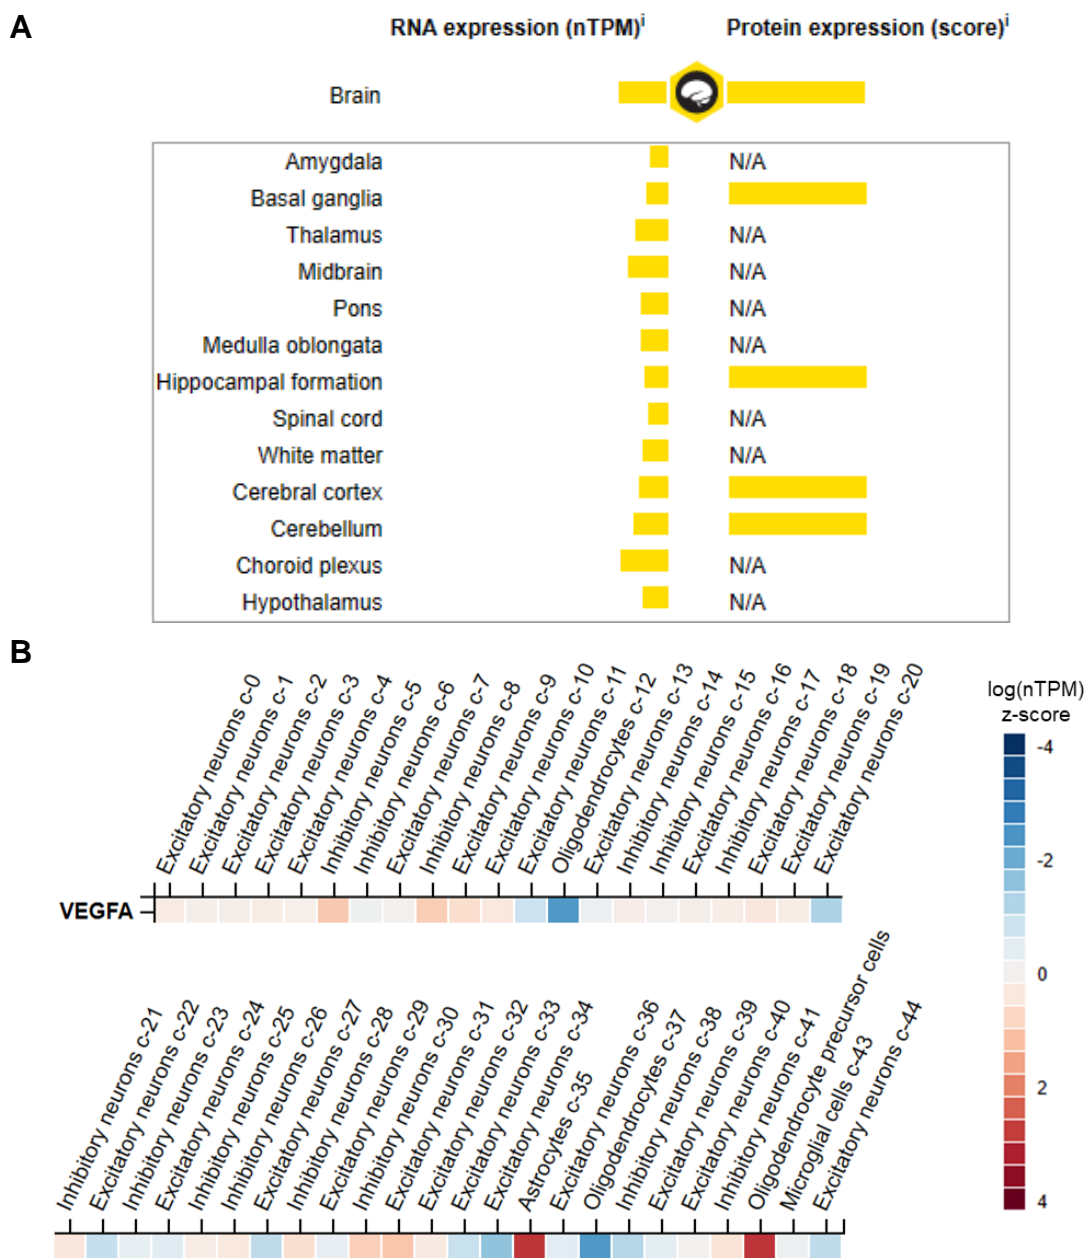 A
RNA expression (nTPM)i
Protein expression (score)i
Brain
Amygdala
N/A
Basal ganglia
Thalamus
N/A
Midbrain
N/A
Pons
N/A
Medulla oblongata
N/A
Hippocampal formation
Spinal cord
N/A
White matter
N/A
Cerebral cortex
Cerebellum
Choroid plexus
N/A
Hypothalamus
N/A
B
Excitatory neurons c-0
Excitatory neurons c-1
Excitatory neurons c-2
Excitatory neurons c-3
Excitatory neurons c-4
Inhibitory neurons c-5
Inhibitory neurons c-6
Excitatory neurons c-7
Inhibitory neurons c-8
Excitatory neurons c-9
Excitatory neurons c-10
Excitatory neurons c-11
Oligodendrocytes c-12
Excitatory neurons c-13
Inhibitory neurons c-14
Inhibitory neurons c-15
Excitatory neurons c-16
Inhibitory neurons c-17
Excitatory neurons c-18
Excitatory neurons c-19
Excitatory neurons c-20
VEGFA
log(nTPM)
z-score
-4
-2
0
2
4
Inhibitory neurons c-21
Excitatory neurons c-22
Inhibitory neurons c-23
Excitatory neurons c-24
Inhibitory neurons c-25
Inhibitory neurons c-26
Excitatory neurons c-27
Inhibitory neurons c-28
Excitatory neurons c-29
Inhibitory neurons c-30
Excitatory neurons c-31
Excitatory neurons c-32
Excitatory neurons c-33
Excitatory neurons c-34
Astrocytes c-35
Excitatory neurons c-36
Oligodendrocytes c-37
Inhibitory neurons c-38
Excitatory neurons c-39
Excitatory neurons c-40
Inhibitory neurons c-41
Oligodendrocyte precursor cells
Microglial cells c-43
Excitatory neurons c-44